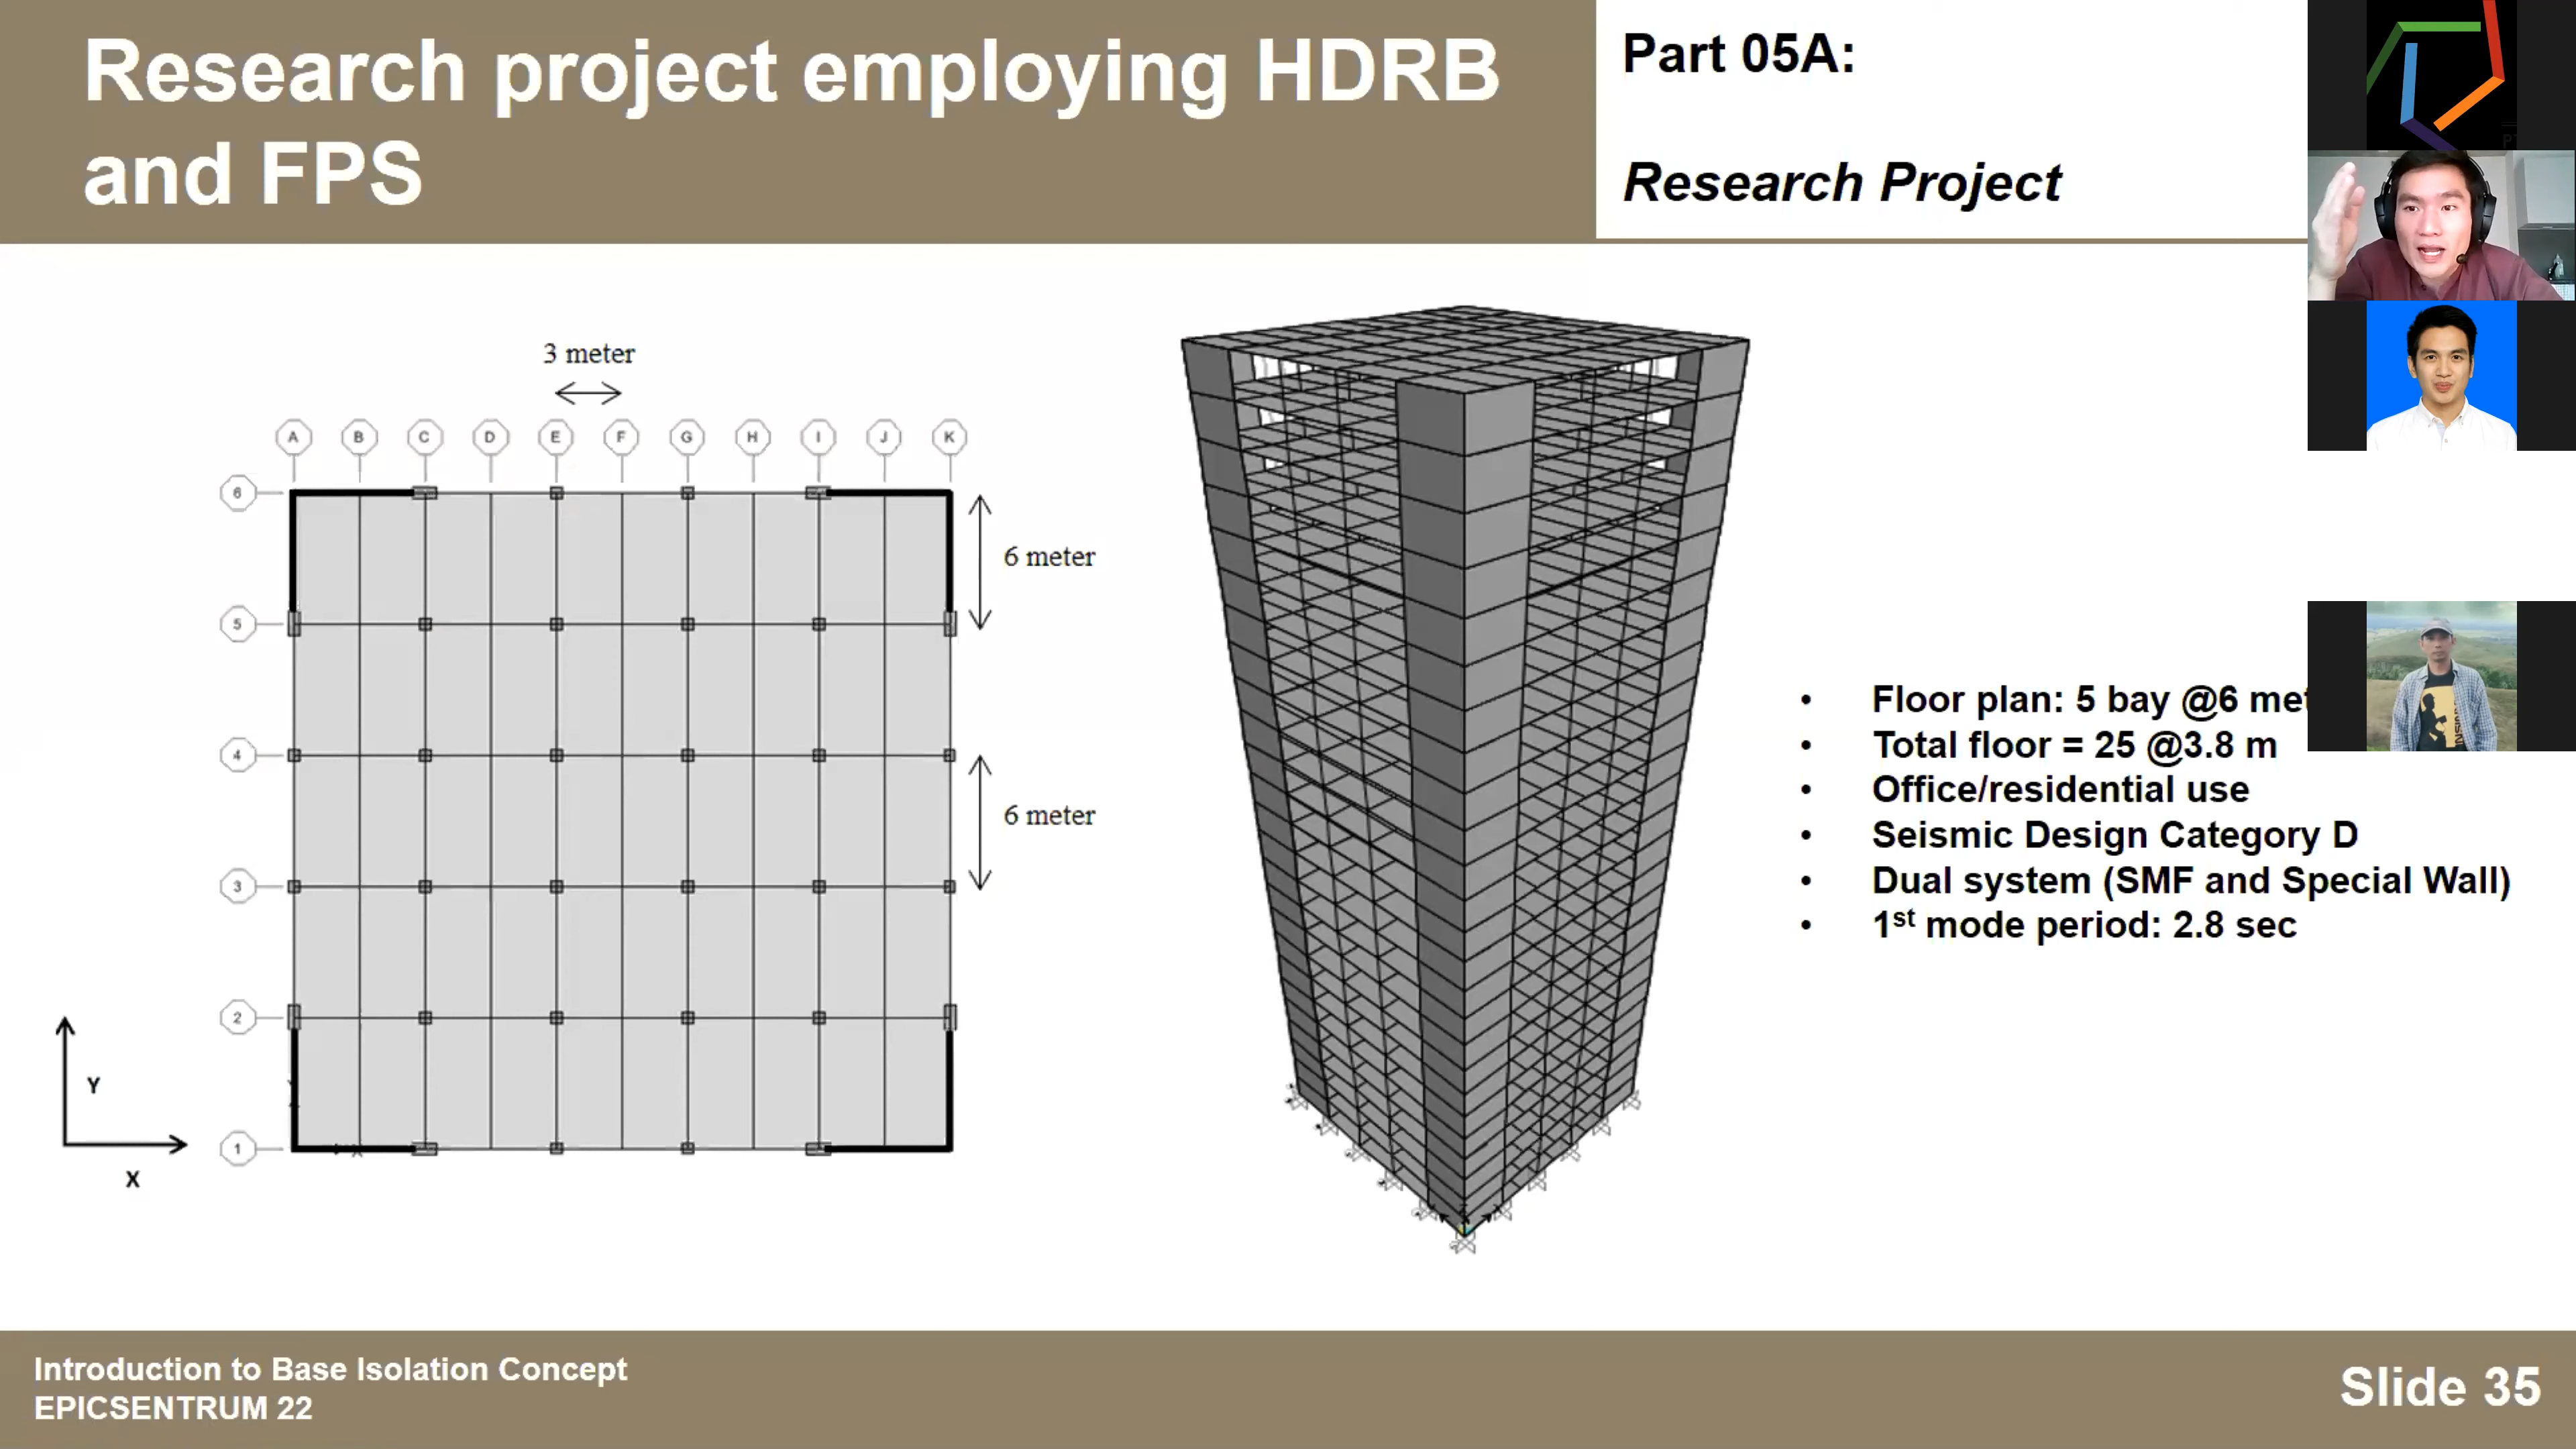 Research project employing HDRB
and FPS
Part 05A:
Research Project
3 meter
A B C D E F G H I J K
6
5
4
3
2
1
6 meter
6 meter
Y
X
• Floor plan: 5 bay @6
• Total floor = 25 @3.8 m
• Office/residential use
• Seismic Design Category D
• Dual system (SMF and Special Wall)
• 1st mode period: 2.8 sec
Introduction to Base Isolation Concept
EPICSENTRUM 22
Slide 35